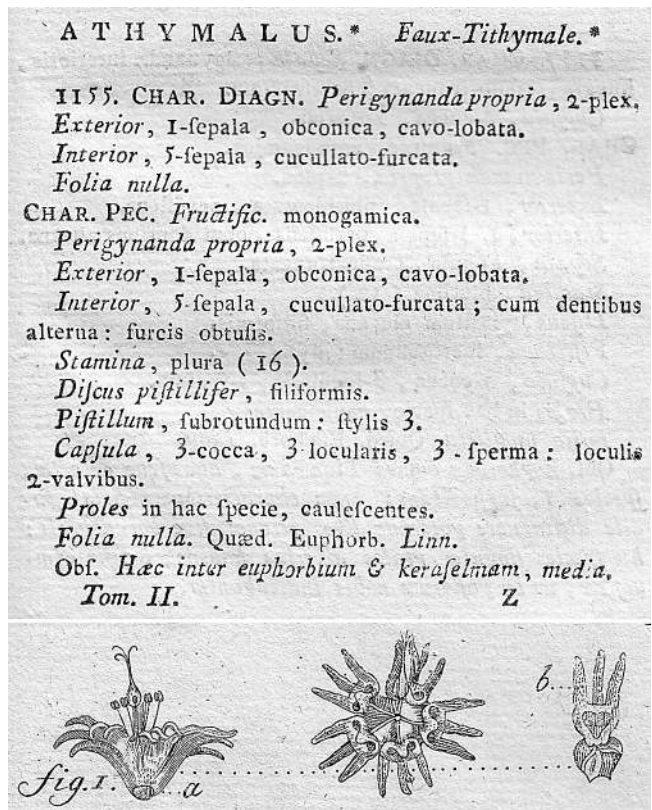 ATHYMALUS.* Faux-Tithymale.*
1155. CHAR. DIAGN. Perigynanda propria, 2-plex.
Exterior, 1-ſepala, obconica, cavo-lobata.
Interior, 5-ſepala, cucullato-furcata.
Folia nulla.
CHAR. PEC. Fructific. monogamica.
Perigynanda propria, 2-plex.
Exterior, 1-ſepala, obconica, cavo-lobata.
Interior, 5-ſepala, cucullato-furcata; cum dentibus
alterna: furcis obtuſis.
Stamina, plura (16).
Diſcus piſtillifer, filiformis.
Piſtillum, ſubrotundum: ſtylis 3.
Capſula, 3-cocca, 3-locularis, 3-ſperma: loculis
2-valvibus.
Proles in hac ſpecie, cauleſcentes.
Folia nulla. Quæd. Euphorb. Linn.
Obſ. Hæc inter euphorbium & keraſelmam, media.
Tom. II. Z
b
fig. 1. a